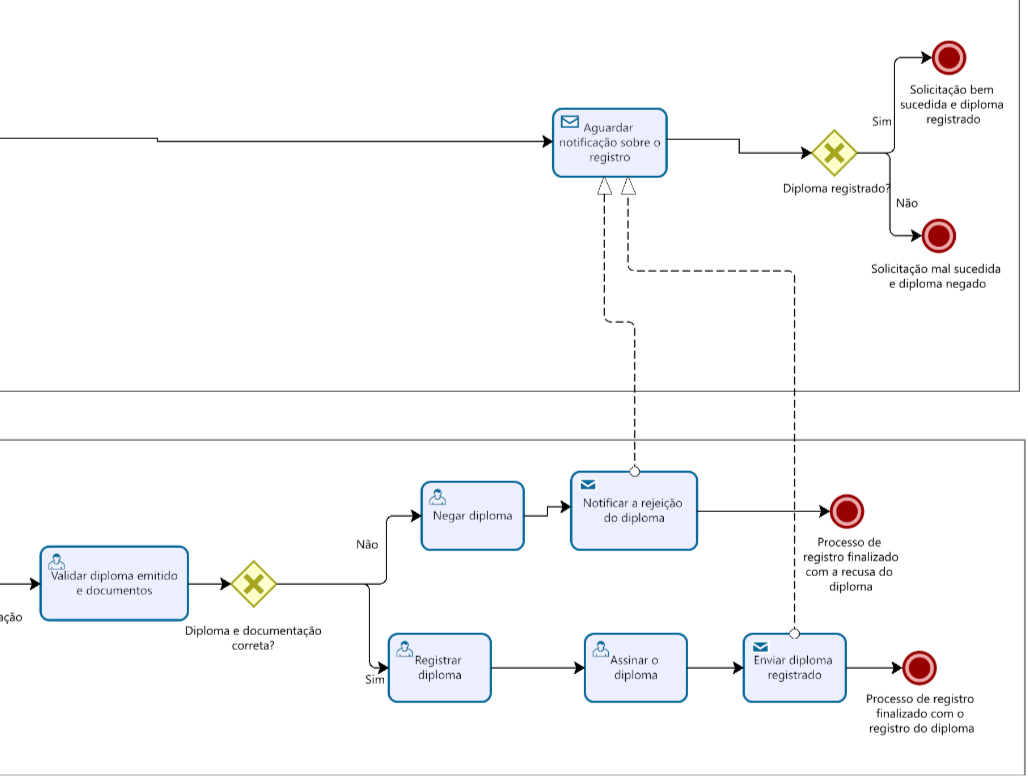 Solicitação bem
sucedida e diploma
registrado
Sim
Aguardar
notificação sobre o
registro
Diploma registrado?
Não
Solicitação mal sucedida
e diploma negado
Negar diploma
Notificar a rejeição
do diploma
Não
Processo de
registro finalizado
com a recusa do
diploma
Validar diploma emitido
e documentos
ação
Diploma e documentação
correta?
Sim
Registrar
diploma
Assinar o
diploma
Enviar diploma
registrado
Processo de registro
finalizado com o
registro do diploma